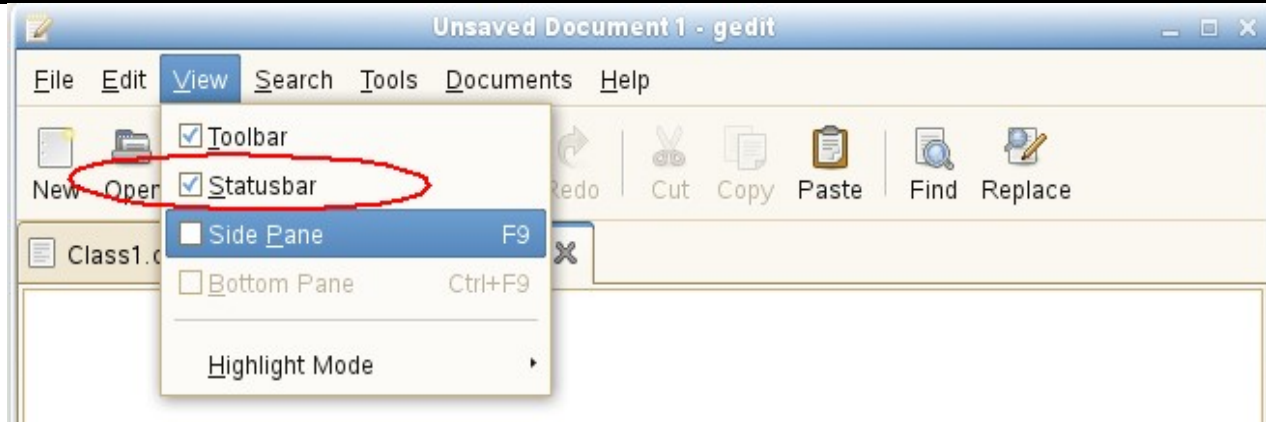 Unsaved Document 1 - gedit
File Edit View Search Tools Documents Help
New Open Redo Cut Copy Paste Find Replace
Toolbar
Statusbar
Side Pane F9
Bottom Pane Ctrl+F9
Highlight Mode